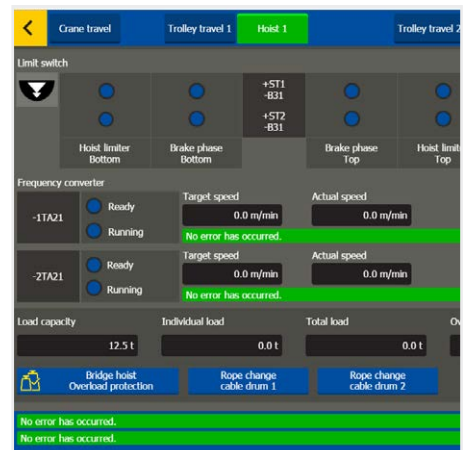 Crane travel
Trolley travel 1
Hoist 1
Trolley travel 2
Limit switch
+ST1
-B31
+ST2
-B31
Hoist limiter
Bottom
Brake phase
Bottom
Brake phase
Top
Hoist limit
Top
Frequency converter
-1TA21
Ready
Running
Target speed
Actual speed
0.0 m/min
0.0 m/min
No error has occurred.
-2TA21
Ready
Running
Target speed
Actual speed
0.0 m/min
0.0 m/min
No error has occurred.
Load capacity
Individual load
Total load
Ov
12.5 t
0.0 t
0.0 t
Bridge hoist
Overload protection
Rope change
cable drum 1
Rope change
cable drum 2
No error has occurred.
No error has occurred.